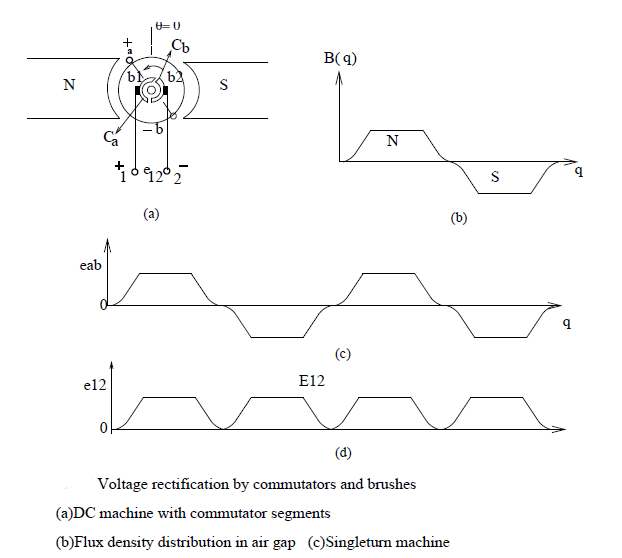 θ=0
+
a
Cb
b1
b2
N
S
Ca
- b
+
1
e12
2
-
(a)
B(q)
N
S
q
(b)
eab
0
q
(c)
e12
E12
0
(d)
Voltage rectification by commutators and brushes
(a)DC machine with commutator segments
(b)Flux density distribution in air gap (c)Singleturn machine